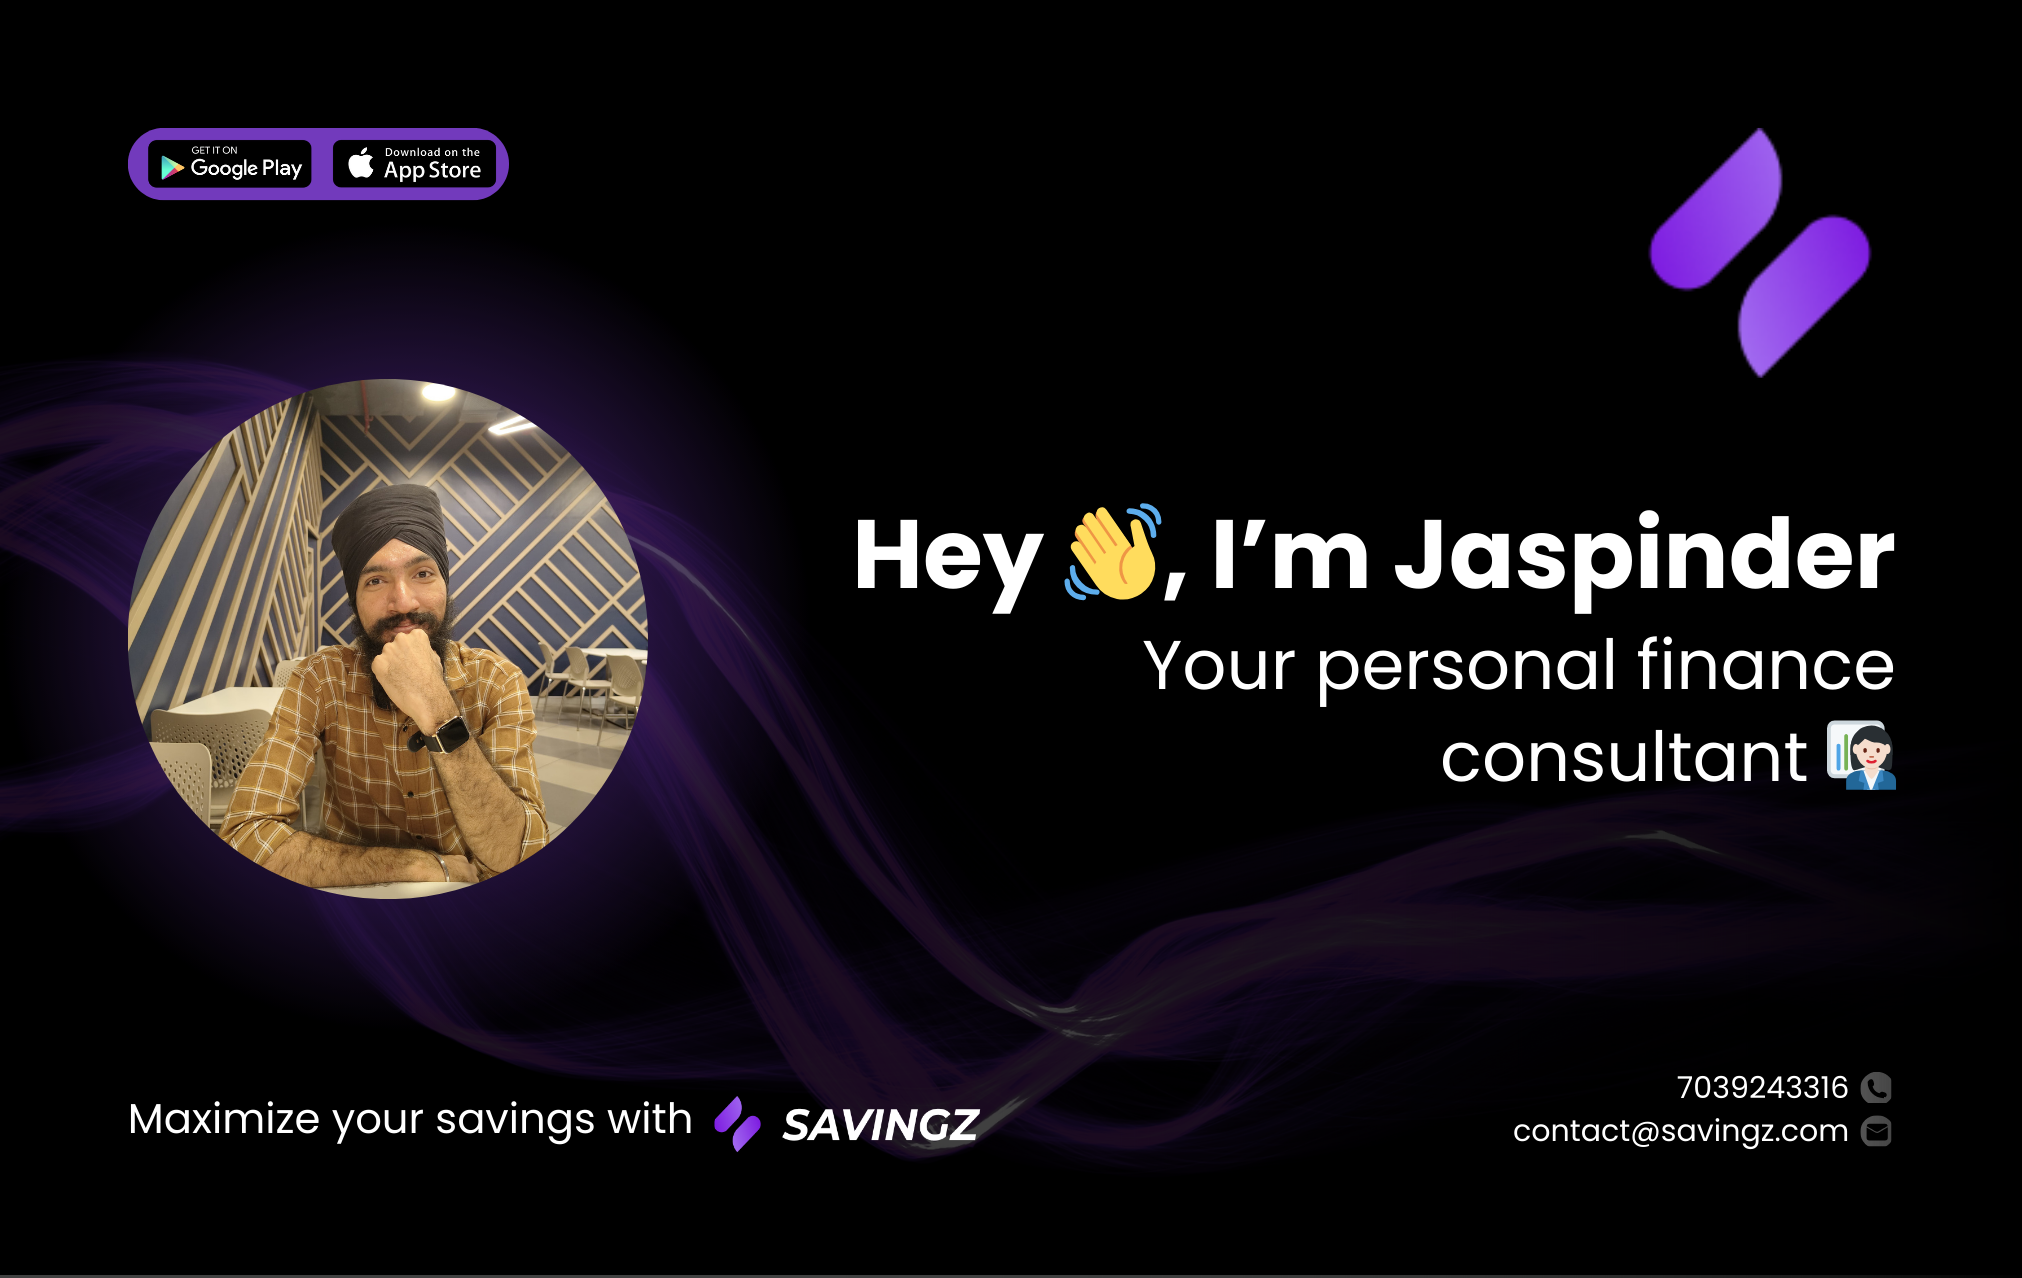 GET IT ON
Google Play
Download on the
App Store
Hey 👋, I’m Jaspinder
Your personal finance
consultant
Maximize your savings with SAVINGZ
7039243316
contact@savingz.com